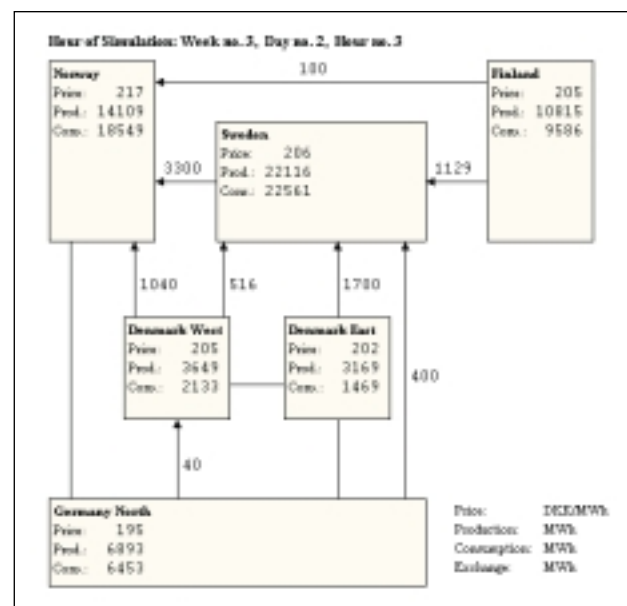 Hour of Simulation: Week no. 3, Day no. 2, Hour no. 3
Norway
Price: 217
Prod.: 14109
Cons.: 18549
100
Finland
Price: 205
Prod.: 10815
Cons.: 9586
Sweden
Price: 206
Prod.: 22116
Cons.: 22561
3300
1129
1040
516
1700
400
Denmark West
Price: 205
Prod.: 3649
Cons.: 2133
Denmark East
Price: 202
Prod.: 3169
Cons.: 1469
40
Germany North
Price: 195
Prod.: 6893
Cons.: 6453
Price: DKK/MWh
Production: MWh
Consumption: MWh
Exchange: MWh